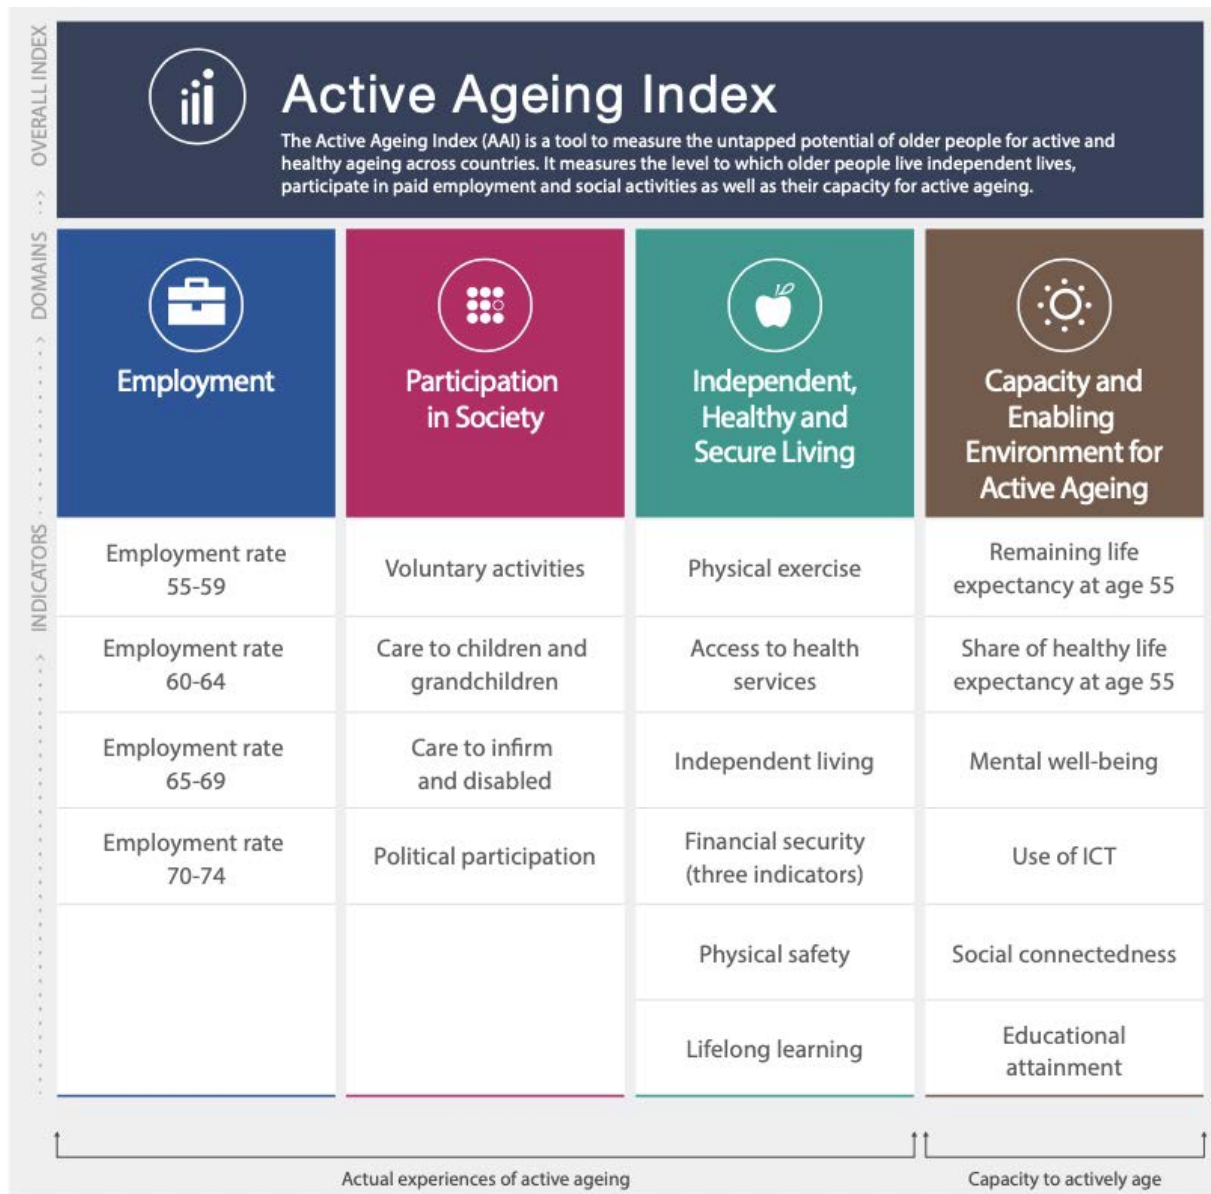 OVERALL INDEX
Active Ageing Index
The Active Ageing Index (AAI) is a tool to measure the untapped potential of older people for active and
healthy ageing across countries. It measures the level to which older people live independent lives,
participate in paid employment and social activities as well as their capacity for active ageing.
DOMAINS
Employment
Participation
in Society
Independent,
Healthy and
Secure Living
Capacity and
Enabling
Environment for
Active Ageing
INDICATORS
Employment rate
55-59
Voluntary activities
Physical exercise
Remaining life
expectancy at age 55
Employment rate
60-64
Care to children and
grandchildren
Access to health
services
Share of healthy life
expectancy at age 55
Employment rate
65-69
Care to infirm
and disabled
Independent living
Mental well-being
Employment rate
70-74
Political participation
Financial security
(three indicators)
Use of ICT
Physical safety
Social connectedness
Lifelong learning
Educational
attainment
Actual experiences of active ageing
Capacity to actively age